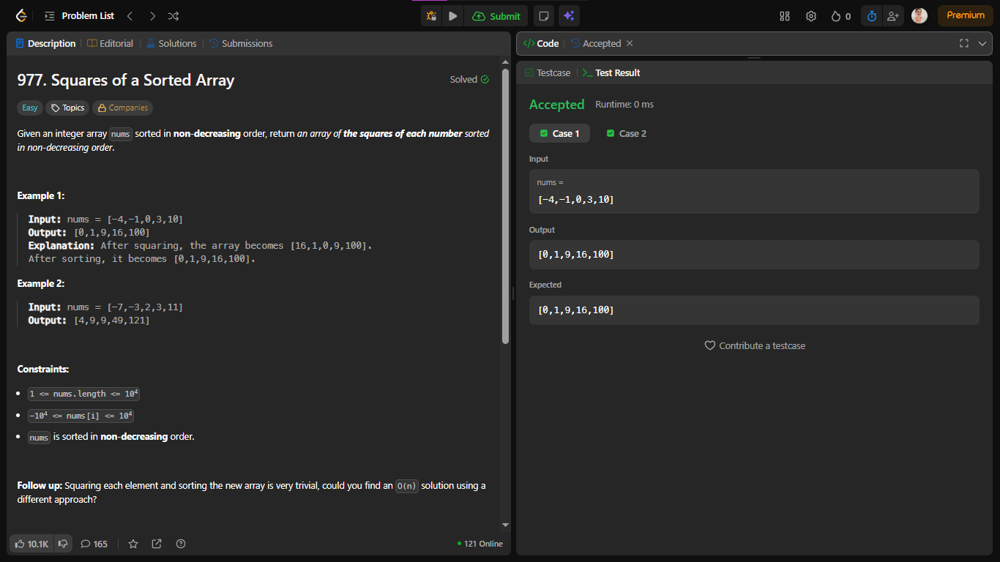 Problem List
Submit
0
Premium
Description
Editorial
Solutions
Submissions
977. Squares of a Sorted Array
Solved
Easy
Topics
Companies
Given an integer array nums sorted in non-decreasing order, return an array of the squares of each number sorted
in non-decreasing order.
Example 1:
Input: nums = [-4,-1,0,3,10]
Output: [0,1,9,16,100]
Explanation: After squaring, the array becomes [16,1,0,9,100].
After sorting, it becomes [0,1,9,16,100].
Example 2:
Input: nums = [-7,-3,2,3,11]
Output: [4,9,9,49,121]
Constraints:
• 1 <= nums.length <= 10⁴
• -10⁴ <= nums[i] <= 10⁴
• nums is sorted in non-decreasing order.
Follow up: Squaring each element and sorting the new array is very trivial, could you find an O(n) solution using a
different approach?
10.1K
165
121 Online
</> Code
Accepted
Testcase
>_ Test Result
Accepted
Runtime: 0 ms
Case 1
Case 2
Input
nums =
[-4,-1,0,3,10]
Output
[0,1,9,16,100]
Expected
[0,1,9,16,100]
Contribute a testcase